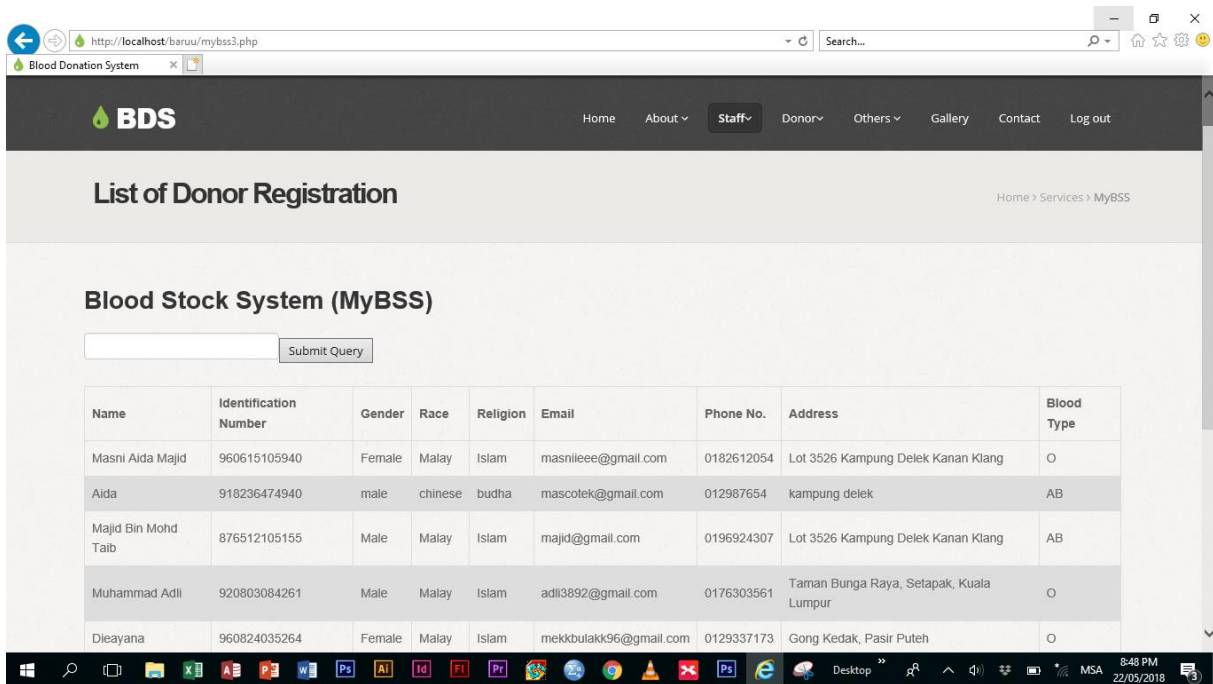 http://localhost/baruu/mybss3.php
Search...
Blood Donation System
BDS
Home About Staff Donor Others Gallery Contact Log out
List of Donor Registration
Home > Services > MyBSS
Blood Stock System (MyBSS)
Submit Query
Name Identification Number Gender Race Religion Email Phone No. Address Blood Type
Masni Aida Majid 960615105940 Female Malay Islam masniieee@gmail.com 0182612054 Lot 3526 Kampung Delek Kanan Klang O
Aida 918236474940 male chinese budha mascotek@gmail.com 012987654 kampung delek AB
Majid Bin Mohd Taib 876512105155 Male Malay Islam majid@gmail.com 0196924307 Lot 3526 Kampung Delek Kanan Klang AB
Muhammad Adli 920803084261 Male Malay Islam adli3892@gmail.com 0176303561 Taman Bunga Raya, Setapak, Kuala Lumpur O
Dieayana 960824035264 Female Malay Islam mekkbulakk96@gmail.com 0129337173 Gong Kedak, Pasir Puteh O
Ps Ai Id Fl Pr Ps Desktop MSA 8:48 PM
22/05/2018